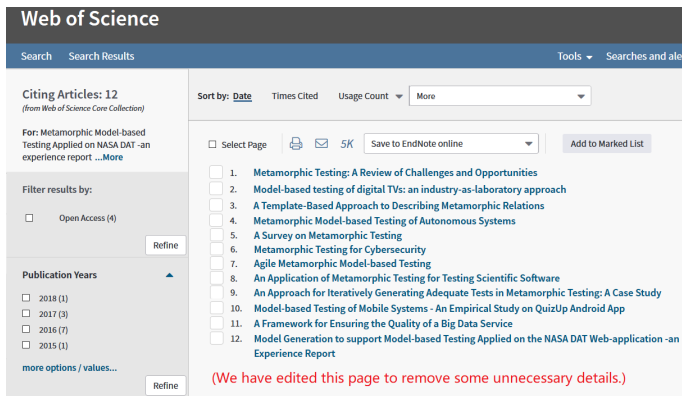 Web of Science
Search Search Results Tools Searches and ale
Citing Articles: 12
(from Web of Science Core Collection)
For: Metamorphic Model-based
Testing Applied on NASA DAT -an
experience report ...More
Filter results by:
Open Access (4)
Refine
Publication Years
2018 (1)
2017 (3)
2016 (7)
2015 (1)
more options / values...
Refine
Sort by: Date Times Cited Usage Count More
Select Page 5K Save to EndNote online Add to Marked List
1. Metamorphic Testing: A Review of Challenges and Opportunities
2. Model-based testing of digital TVs: an industry-as-laboratory approach
3. A Template-Based Approach to Describing Metamorphic Relations
4. Metamorphic Model-based Testing of Autonomous Systems
5. A Survey on Metamorphic Testing
6. Metamorphic Testing for Cybersecurity
7. Agile Metamorphic Model-based Testing
8. An Application of Metamorphic Testing for Testing Scientific Software
9. An Approach for Iteratively Generating Adequate Tests in Metamorphic Testing: A Case Study
10. Model-based Testing of Mobile Systems - An Empirical Study on QuizUp Android App
11. A Framework for Ensuring the Quality of a Big Data Service
12. Model Generation to support Model-based Testing Applied on the NASA DAT Web-application -an
Experience Report
(We have edited this page to remove some unnecessary details.)